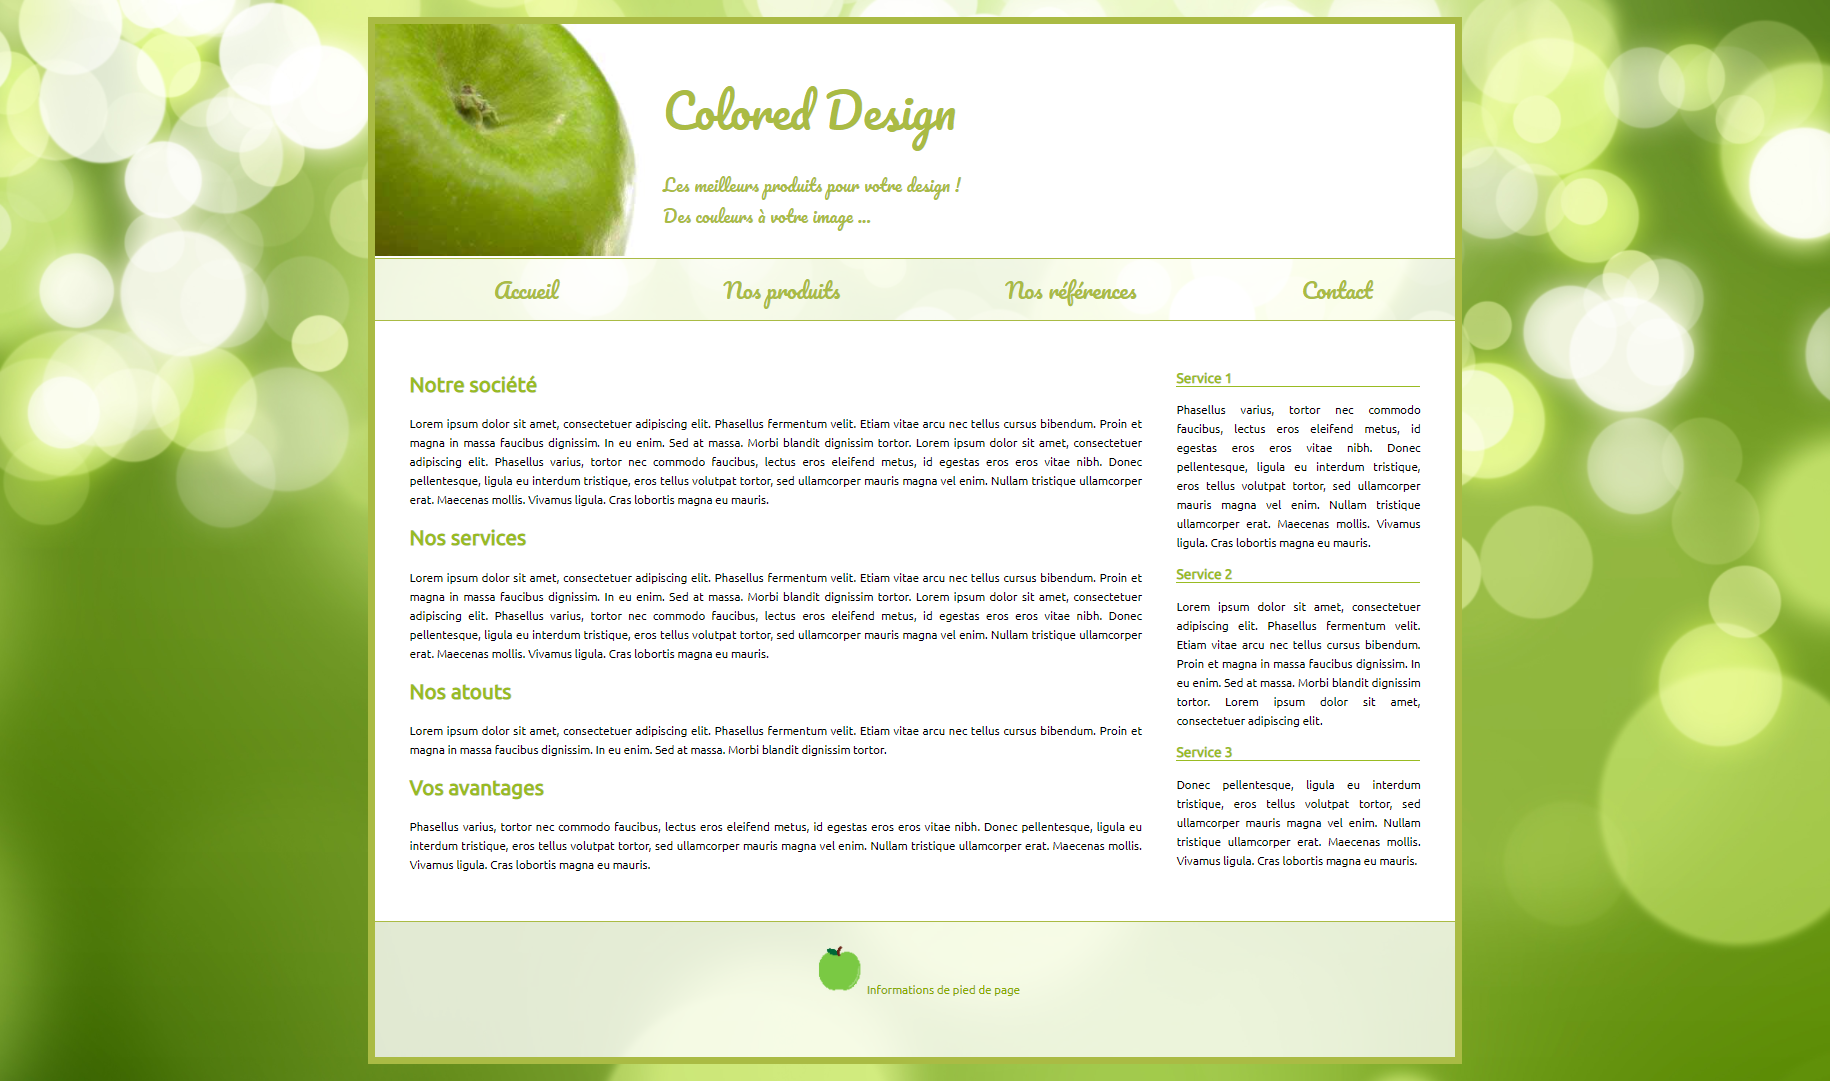 Colored Design
Les meilleurs produits pour votre design !
Des couleurs à votre image ...
Accueil
Nos produits
Nos références
Contact
Notre société
Lorem ipsum dolor sit amet, consectetuer adipiscing elit. Phasellus fermentum velit. Etiam vitae arcu nec tellus cursus bibendum. Proin et
magna in massa faucibus dignissim. In eu enim. Sed at massa. Morbi blandit dignissim tortor. Lorem ipsum dolor sit amet, consectetuer
adipiscing elit. Phasellus varius, tortor nec commodo faucibus, lectus eros eleifend metus, id egestas eros eros vitae nibh. Donec
pellentesque, ligula eu interdum tristique, eros tellus volutpat tortor, sed ullamcorper mauris magna vel enim. Nullam tristique ullamcorper
erat. Maecenas mollis. Vivamus ligula. Cras lobortis magna eu mauris.
Nos services
Lorem ipsum dolor sit amet, consectetuer adipiscing elit. Phasellus fermentum velit. Etiam vitae arcu nec tellus cursus bibendum. Proin et
magna in massa faucibus dignissim. In eu enim. Sed at massa. Morbi blandit dignissim tortor. Lorem ipsum dolor sit amet, consectetuer
adipiscing elit. Phasellus varius, tortor nec commodo faucibus, lectus eros eleifend metus, id egestas eros eros vitae nibh. Donec
pellentesque, ligula eu interdum tristique, eros tellus volutpat tortor, sed ullamcorper mauris magna vel enim. Nullam tristique ullamcorper
erat. Maecenas mollis. Vivamus ligula. Cras lobortis magna eu mauris.
Nos atouts
Lorem ipsum dolor sit amet, consectetuer adipiscing elit. Phasellus fermentum velit. Etiam vitae arcu nec tellus cursus bibendum. Proin et
magna in massa faucibus dignissim. In eu enim. Sed at massa. Morbi blandit dignissim tortor.
Vos avantages
Phasellus varius, tortor nec commodo faucibus, lectus eros eleifend metus, id egestas eros eros vitae nibh. Donec pellentesque, ligula eu
interdum tristique, eros tellus volutpat tortor, sed ullamcorper mauris magna vel enim. Nullam tristique ullamcorper erat. Maecenas mollis.
Vivamus ligula. Cras lobortis magna eu mauris.
Service 1
Phasellus varius, tortor nec commodo
faucibus, lectus eros eleifend metus, id
egestas eros eros vitae nibh. Donec
pellentesque, ligula eu interdum tristique,
eros tellus volutpat tortor, sed ullamcorper
mauris magna vel enim. Nullam tristique
ullamcorper erat. Maecenas mollis. Vivamus
ligula. Cras lobortis magna eu mauris.
Service 2
Lorem ipsum dolor sit amet, consectetuer
adipiscing elit. Phasellus fermentum velit.
Etiam vitae arcu nec tellus cursus bibendum.
Proin et magna in massa faucibus dignissim. In
eu enim. Sed at massa. Morbi blandit dignissim
tortor. Lorem ipsum dolor sit amet,
consectetuer adipiscing elit.
Service 3
Donec pellentesque, ligula eu interdum
tristique, eros tellus volutpat tortor, sed
ullamcorper mauris magna vel enim. Nullam
tristique ullamcorper erat. Maecenas mollis.
Vivamus ligula. Cras lobortis magna eu mauris.
Informations de pied de page